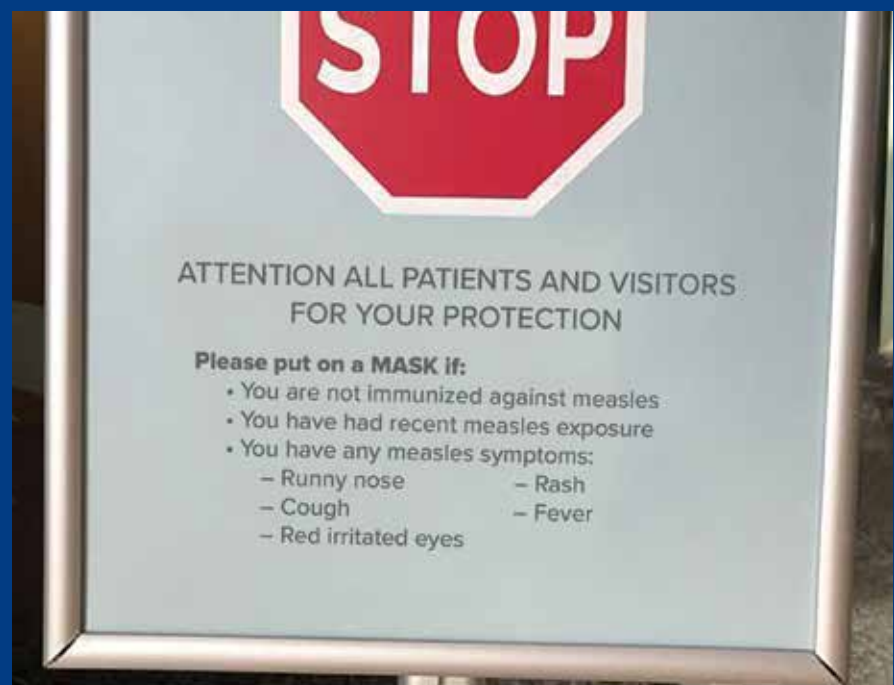 STOP
ATTENTION ALL PATIENTS AND VISITORS
FOR YOUR PROTECTION
Please put on a MASK if:
• You are not immunized against measles
• You have had recent measles exposure
• You have any measles symptoms:
– Runny nose – Rash
– Cough – Fever
– Red irritated eyes